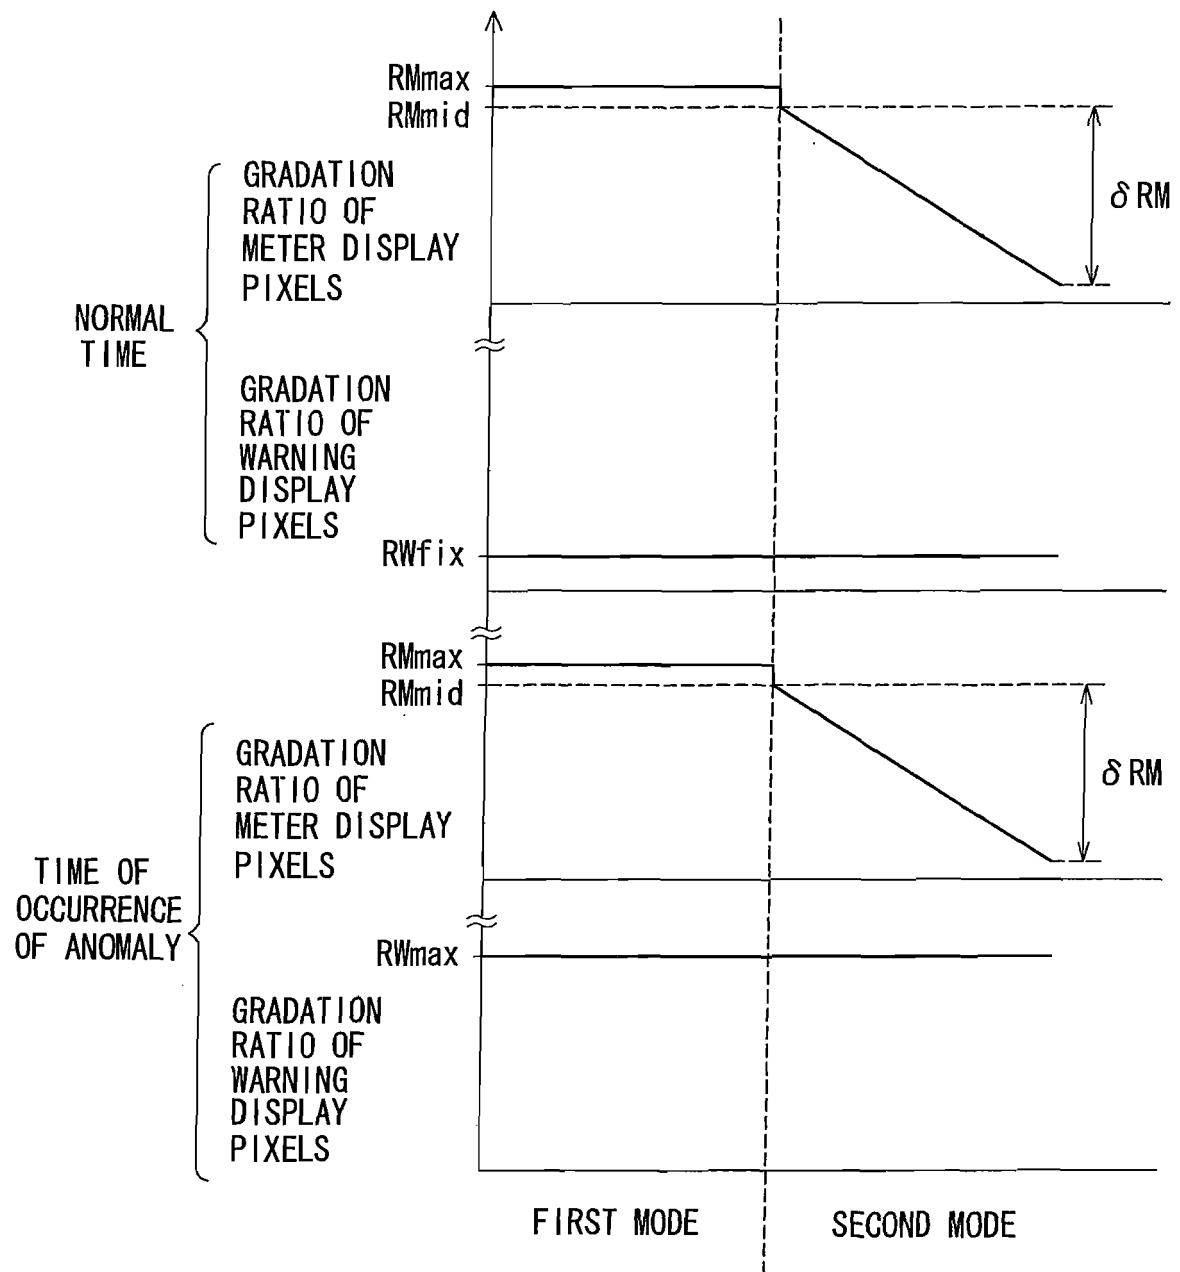 RMmax
RMmid
GRADATION
RATIO OF
METER DISPLAY
PIXELS
δRM
NORMAL
TIME
GRADATION
RATIO OF
WARNING
DISPLAY
PIXELS
RWfix
RMmax
RMmid
GRADATION
RATIO OF
METER DISPLAY
PIXELS
δRM
TIME OF
OCCURRENCE
OF ANOMALY
RWmax
GRADATION
RATIO OF
WARNING
DISPLAY
PIXELS
FIRST MODE
SECOND MODE